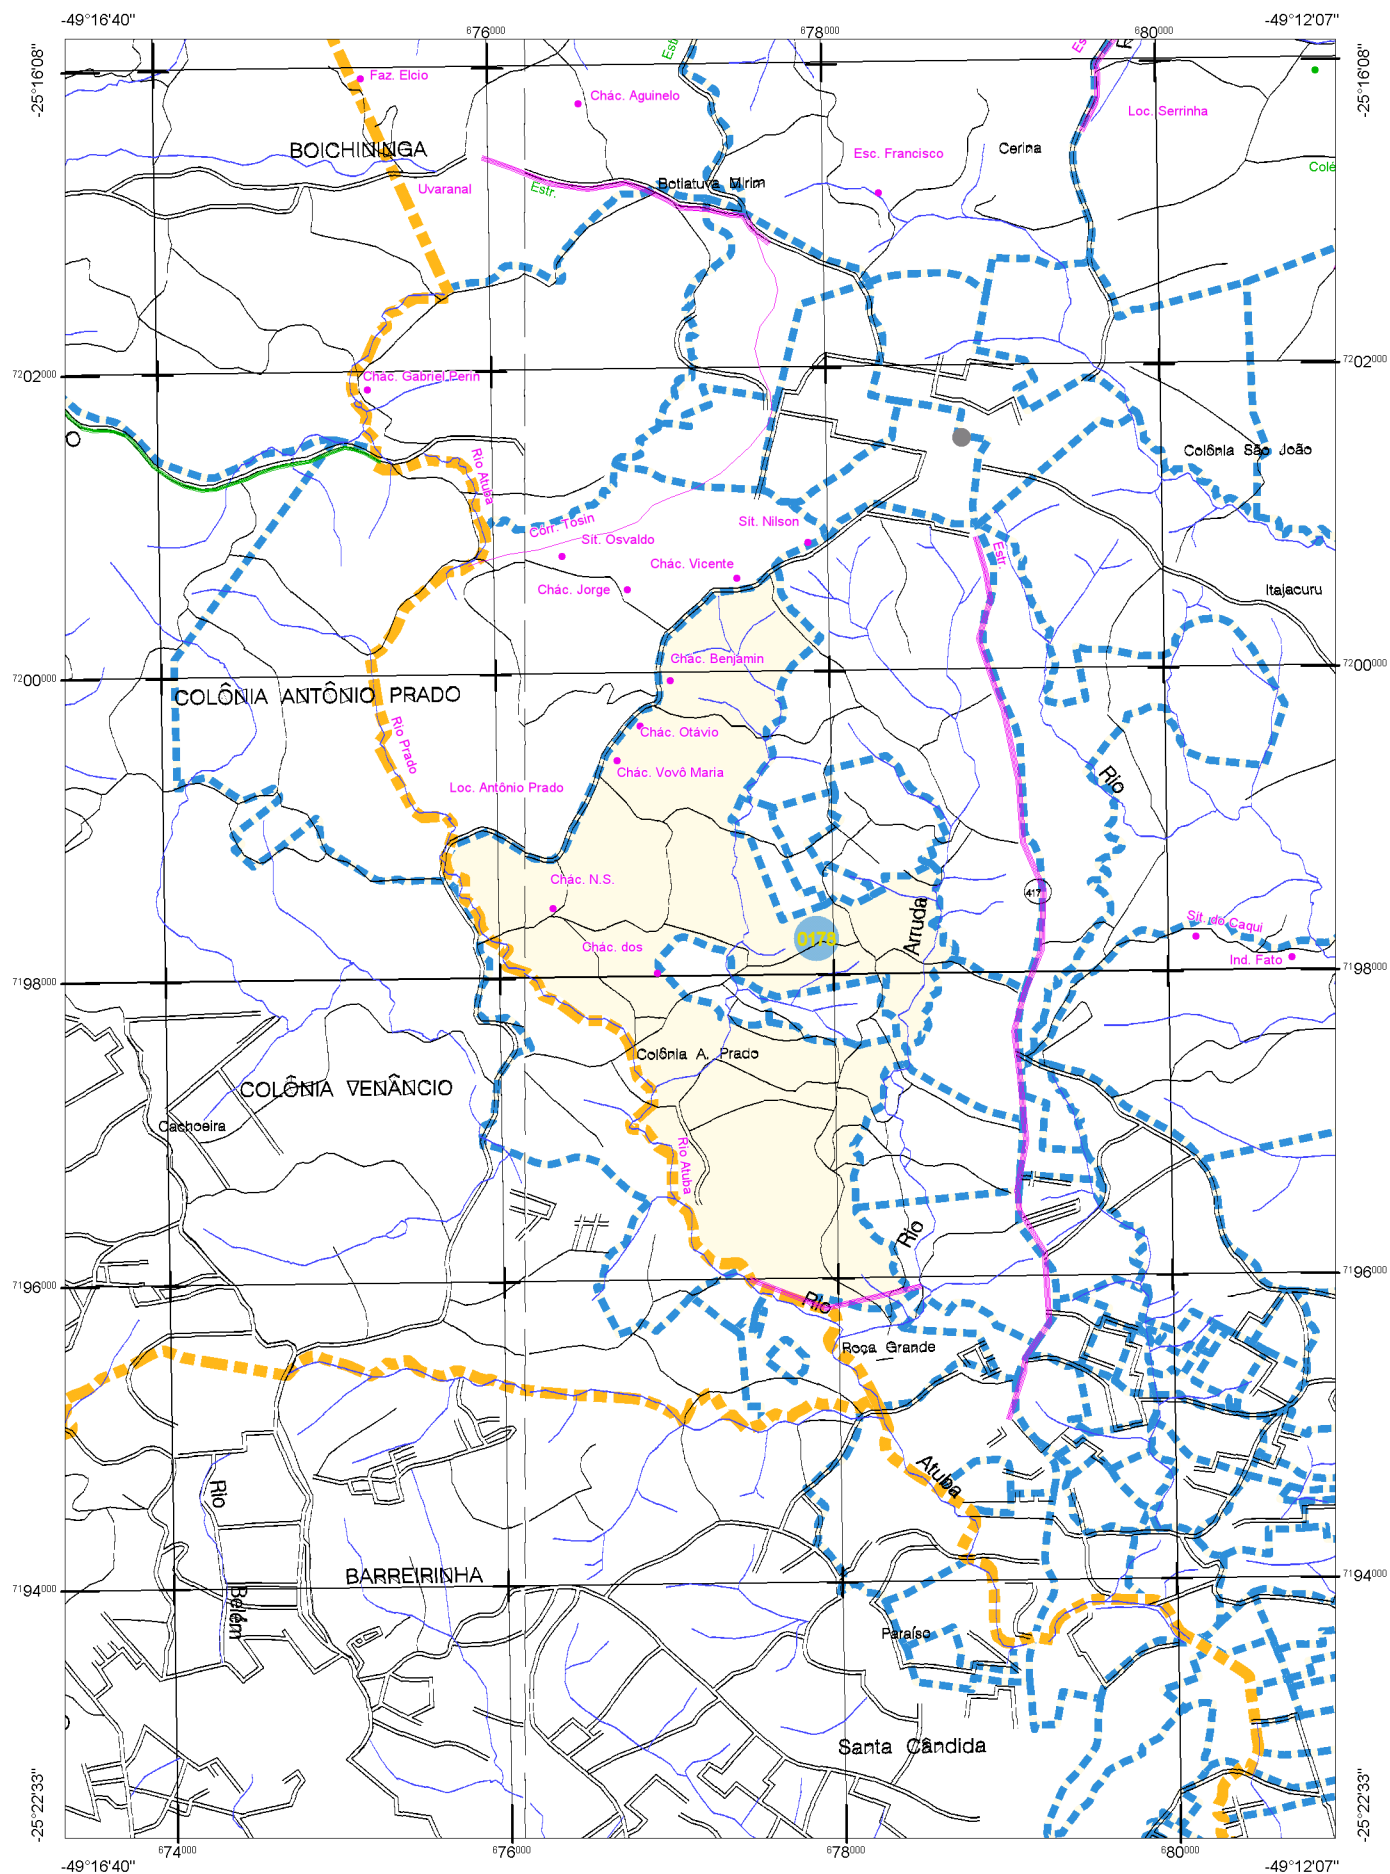 -49°16'40"
-49°12'07"
676000
678000
680000
-25°16'08"
-25°16'08"
Faz. Elcio
Chác. Aguinelo
Loc. Serrinha
BOICHININGA
Esc. Francisco
Cerina
Uvaranal
Estr.
Botiatuva Mirim
7202000
7202000
Chác. Gabriel Perin
Colônia São João
Rio Atuba
Corr. Tosin
Sít. Nilson
Sít. Osvaldo
Estr.
Chác. Vicente
Chác. Jorge
Itajacuru
Chác. Benjamin
7200000
7200000
COLÔNIA ANTÔNIO PRADO
Rio Prado
Chác. Otávio
Chác. Vovô Maria
Loc. Antônio Prado
Rio
Chác. N.S.
417
Arruda
Sít. do Caqui
0178
Chác. dos
Ind. Fato
7198000
7198000
Colônia A. Prado
COLÔNIA VENÂNCIO
Cachoeira
Rio Atuba
Rio
7196000
7196000
Rio
Roça Grande
Atuba
Rio
7194000
7194000
BARREIRINHA
Belém
Paraíso
Santa Cândida
-25°22'33"
-25°22'33"
674000
676000
678000
680000
-49°16'40"
-49°12'07"